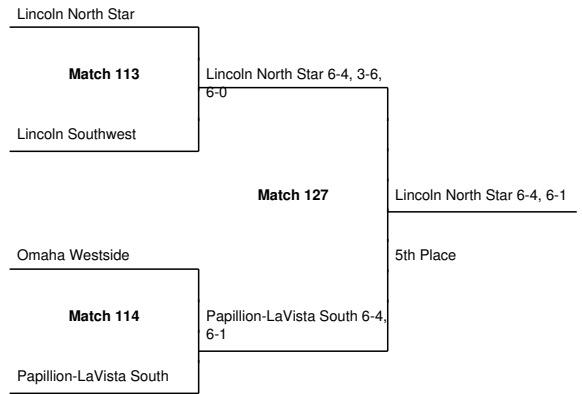 Lincoln North Star
Match 113
Lincoln North Star 6-4, 3-6,
6-0
Lincoln Southwest
Match 127
Lincoln North Star 6-4, 6-1
Omaha Westside
5th Place
Match 114
Papillion-LaVista South 6-4,
6-1
Papillion-LaVista South